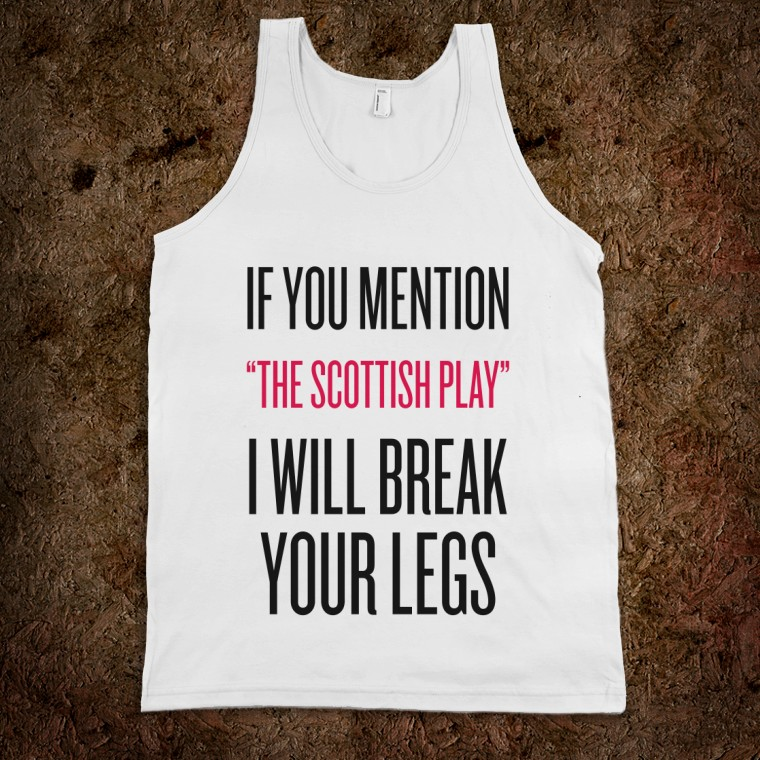 IF YOU MENTION
“THE SCOTTISH PLAY”
I WILL BREAK
YOUR LEGS